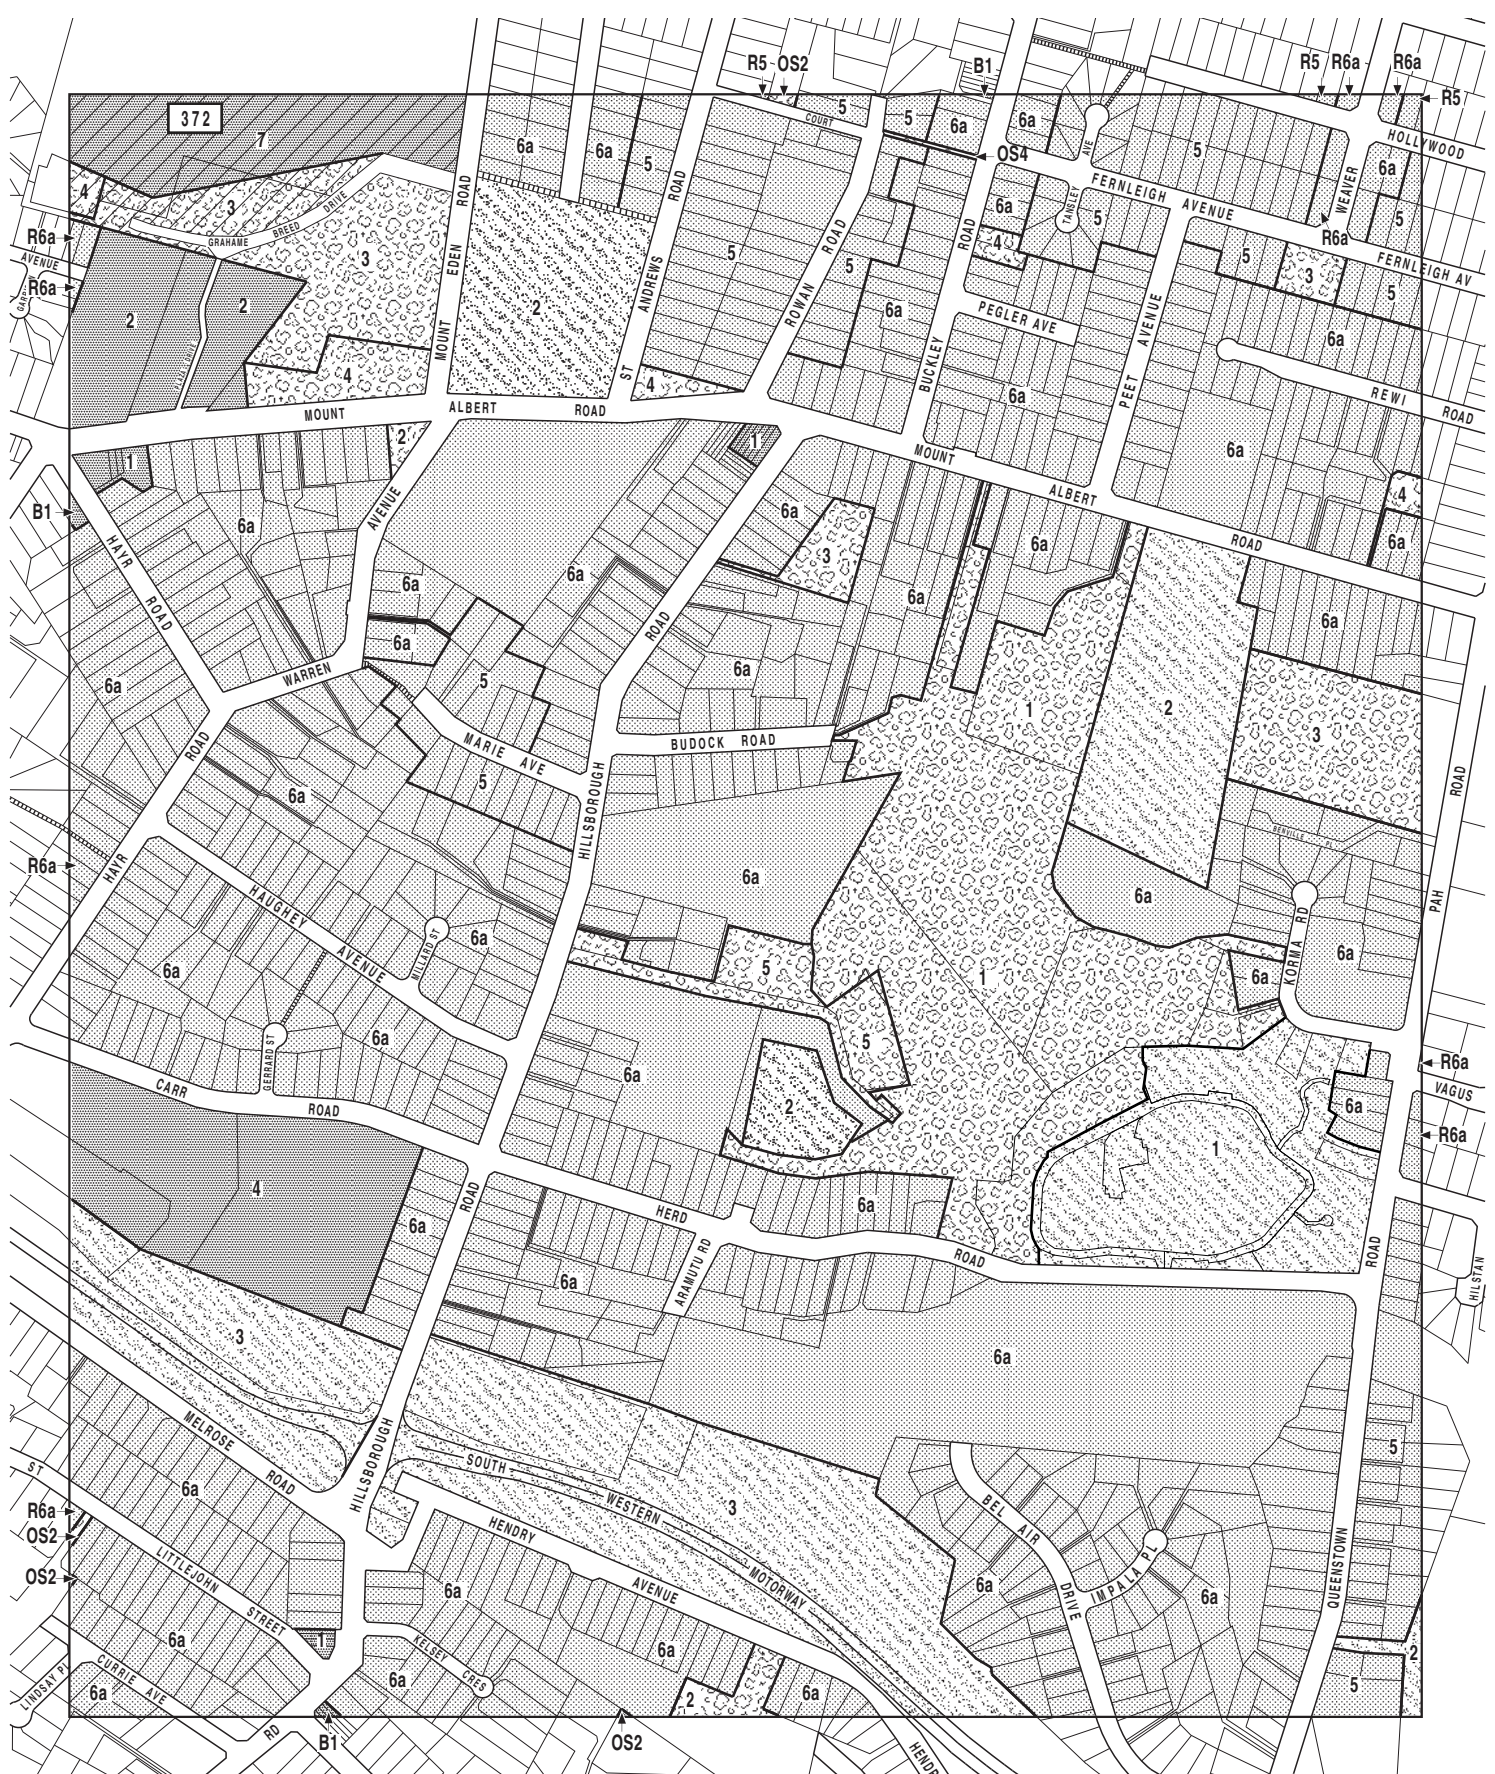 R5 OS2 B1 R5 R6a R6a
R5
372
7
5
COURT
5
6a
6a
AVE
5
HOLLYWOOD
6a
6a
5
OS4
FERNLEIGH AVENUE
WEAVER
6a
4
3
ROAD
ROAD
6a
TANGLEY
5
5
R6a
GRAHAME BREED DRIVE
R6a
AVENUE
R6a
3
MOUNT EDEN ROAD
2
ST ANDREWS ROAD
5
ROWAN ROAD
5
4
5
3
FERNLEIGH AV
5
2
2
6a
PEGLER AVE
PEET AVENUE
6a
BUCKLEY ROAD
4
4
6a
REWI ROAD
MOUNT ALBERT ROAD
1
2
1
MOUNT ALBERT ROAD
6a
4
B1
6a
6a
6a
6a
HAYR ROAD
AVENUE
3
6a
6a
6a
6a
6a
WARREN
6a
ROAD
6a
5
1
2
3
MARIE AVE
BUDOCK ROAD
5
ROAD
6a
HILLSBOROUGH
PAH ROAD
R6a
HAYR
6a
6a
HAUGHEY AVENUE
MILLARD ST
6a
6a
5
1
6a
KORMA RD
6a
GERRARD ST
6a
5
6a
R6a
VAGUS
CARR ROAD
2
6a
R6a
1
4
6a
ROAD
HERD ROAD
6a
ARAMUTU RD
ROAD
HILSTAN
6a
3
6a
MELROSE ROAD
HILLSBOROUGH
SOUTH-WESTERN MOTORWAY
5
ST
6a
3
R6a
OS2
HENDRY AVENUE
BEL AIR DRIVE
IMPALA PL
QUEENSTOWN
OS2
LITTLEJOHN STREET
6a
6a
6a
1
6a
KELSEY CRES
6a
6a
2
LINDSAY PL
CURRIE AVE
6a
6a
2
6a
5
RD
B1
OS2
HENDR